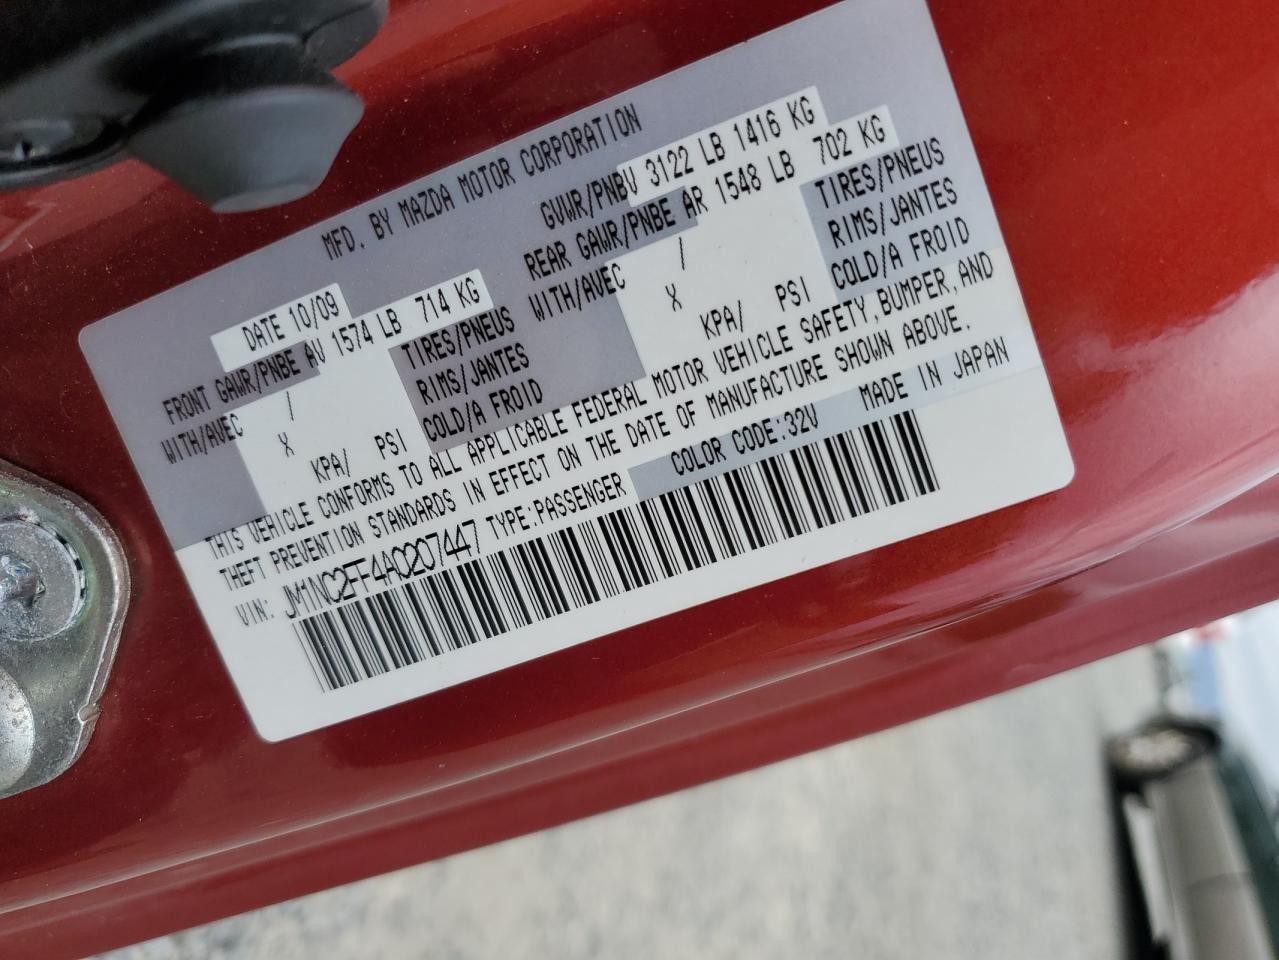 MFD. BY MAZDA MOTOR CORPORATION
DATE 10/09 GVWR/PNBV 3122 LB 1416 KG
FRONT GAWR/PNBE AV 1574 LB 714 KG REAR GAWR/PNBE AR 1548 LB 702 KG
WITH/AVEC / TIRES/PNEUS WITH/AVEC / TIRES/PNEUS
X RIMS/JANTES X RIMS/JANTES
KPA/ PSI COLD/A FROID KPA/ PSI COLD/A FROID
THIS VEHICLE CONFORMS TO ALL APPLICABLE FEDERAL MOTOR VEHICLE SAFETY,BUMPER,AND
THEFT PREVENTION STANDARDS IN EFFECT ON THE DATE OF MANUFACTURE SHOWN ABOVE.
VIN: JM1NC2FF4A0207447 TYPE:PASSENGER COLOR CODE:32V MADE IN JAPAN